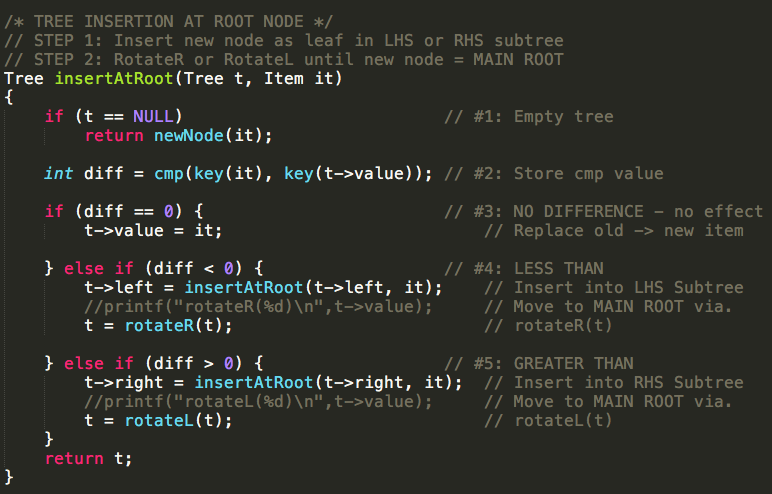 /* TREE INSERTION AT ROOT NODE */
// STEP 1: Insert new node as leaf in LHS or RHS subtree
// STEP 2: RotateR or RotateL until new node = MAIN ROOT
Tree insertAtRoot(Tree t, Item it)
{
    if (t == NULL)                          // #1: Empty tree
        return newNode(it);

    int diff = cmp(key(it), key(t->value)); // #2: Store cmp value

    if (diff == 0) {                        // #3: NO DIFFERENCE – no effect
        t->value = it;                          // Replace old -> new item

    } else if (diff < 0) {                  // #4: LESS THAN
        t->left = insertAtRoot(t->left, it);    // Insert into LHS Subtree
        //printf("rotateR(%d)\n",t->value);     // Move to MAIN ROOT via.
        t = rotateR(t);                         // rotateR(t)

    } else if (diff > 0) {                  // #5: GREATER THAN
        t->right = insertAtRoot(t->right, it);  // Insert into RHS Subtree
        //printf("rotateL(%d)\n",t->value);     // Move to MAIN ROOT via.
        t = rotateL(t);                         // rotateL(t)
    }
    return t;
}